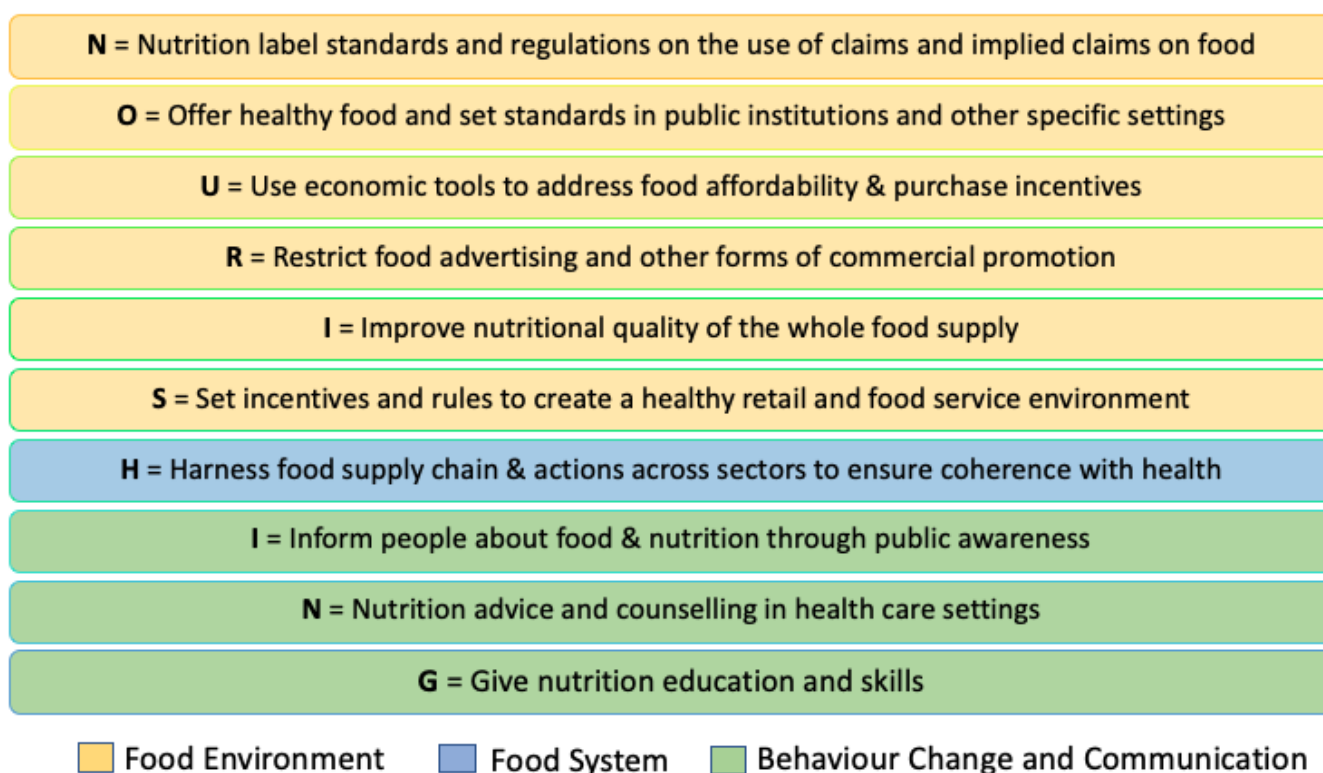 N = Nutrition label standards and regulations on the use of claims and implied claims on food
O = Offer healthy food and set standards in public institutions and other specific settings
U = Use economic tools to address food affordability & purchase incentives
R = Restrict food advertising and other forms of commercial promotion
I = Improve nutritional quality of the whole food supply
S = Set incentives and rules to create a healthy retail and food service environment
H = Harness food supply chain & actions across sectors to ensure coherence with health
I = Inform people about food & nutrition through public awareness
N = Nutrition advice and counselling in health care settings
G = Give nutrition education and skills
Food Environment Food System Behaviour Change and Communication